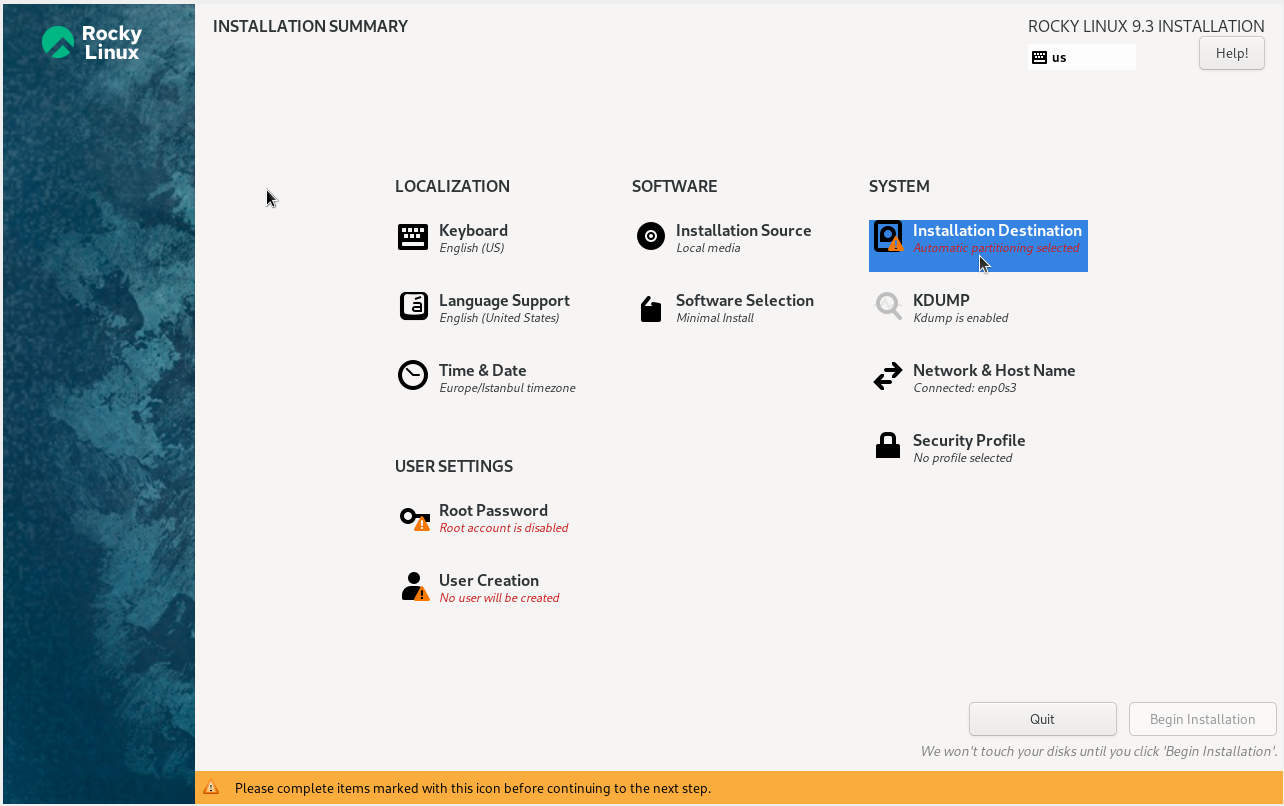 Rocky
Linux
INSTALLATION SUMMARY
ROCKY LINUX 9.3 INSTALLATION
us
Help!
LOCALIZATION
Keyboard
English (US)
Language Support
English (United States)
Time & Date
Europe/Istanbul timezone
SOFTWARE
Installation Source
Local media
Software Selection
Minimal Install
SYSTEM
Installation Destination
Automatic partitioning selected
KDUMP
Kdump is enabled
Network & Host Name
Connected: enp0s3
Security Profile
No profile selected
USER SETTINGS
Root Password
Root account is disabled
User Creation
No user will be created
Quit
Begin Installation
We won't touch your disks until you click 'Begin Installation'.
Please complete items marked with this icon before continuing to the next step.